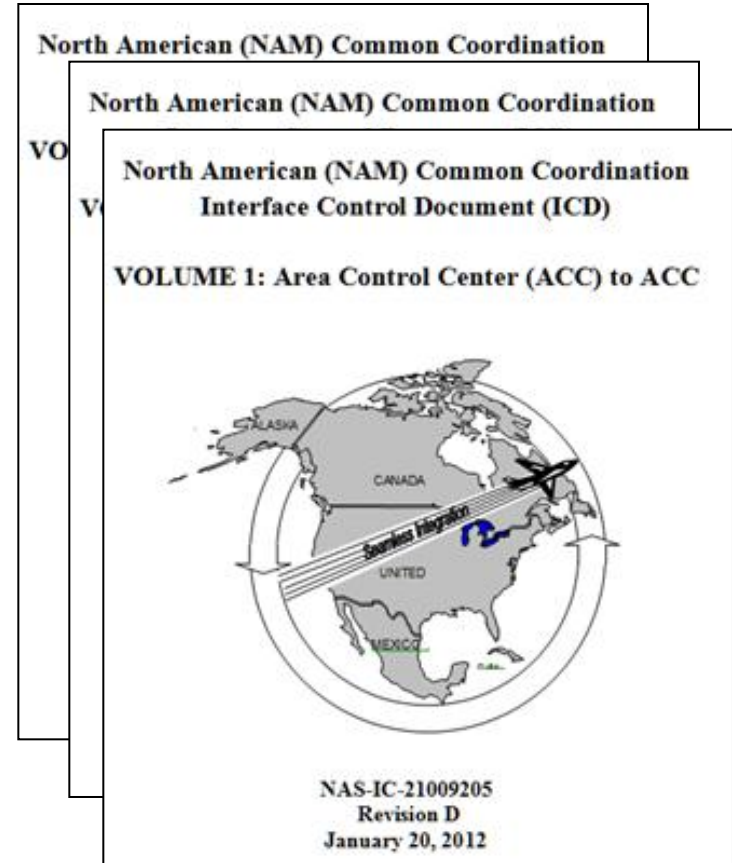 North American (NAM) Common Coordination
North American (NAM) Common Coordination
VO
North American (NAM) Common Coordination
Interface Control Document (ICD)
VOLUME 1: Area Control Center (ACC) to ACC
ALASKA
CANADA
Seamless Integration
UNITED
MEXICO
Cuba
NAS-IC-21009205
Revision D
January 20, 2012